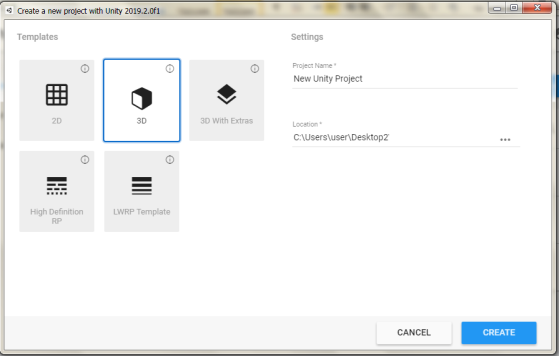 Create a new project with Unity 2019.2.0f1
Templates
Settings
2D
3D
3D With Extras
High Definition
RP
LWRP Template
Project Name *
New Unity Project
Location *
C:\Users\user\Desktop2'
CANCEL
CREATE